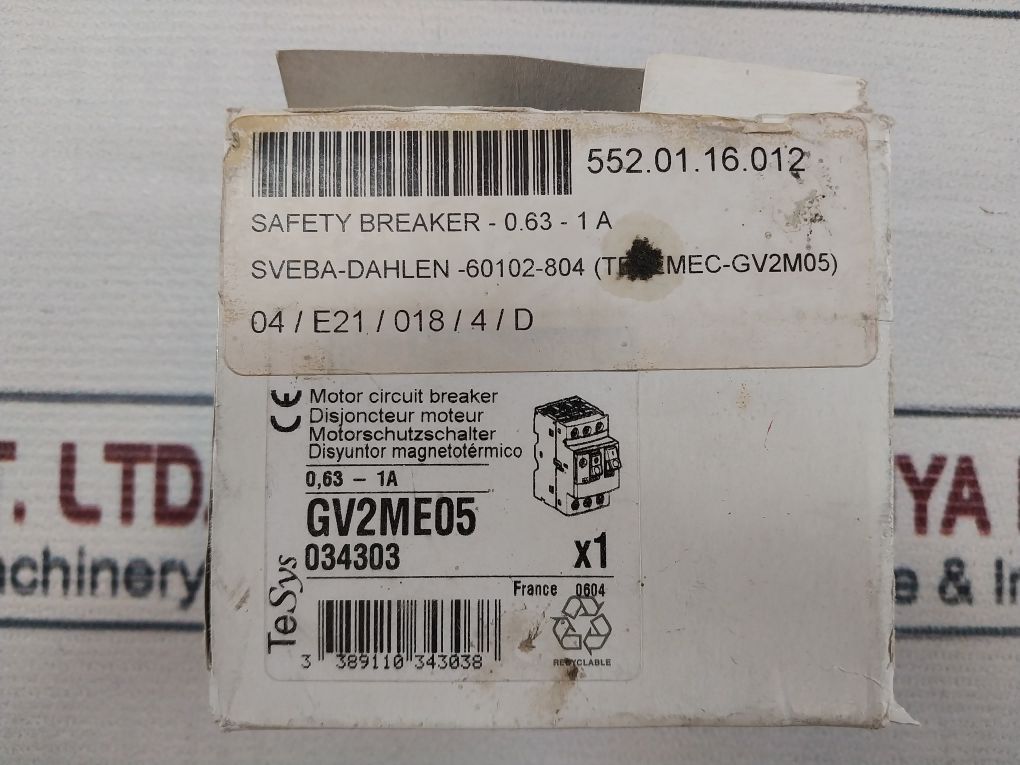 552.01.16.012
SAFETY BREAKER - 0.63 - 1 A
SVEBA-DAHLEN -60102-804 MEC-GV2M05)
04 / E21 / 018 / 4 / D
CE
Motor circuit breaker
Disjoncteur moteur
Motorschutzschalter
Disyuntor magnetotérmico
0,63 - 1A
GV2ME05
034303
x1
France 0604
TeSys
3 389110 343038
RECYCLABLE
T. LTD.
YA
achinery
& In